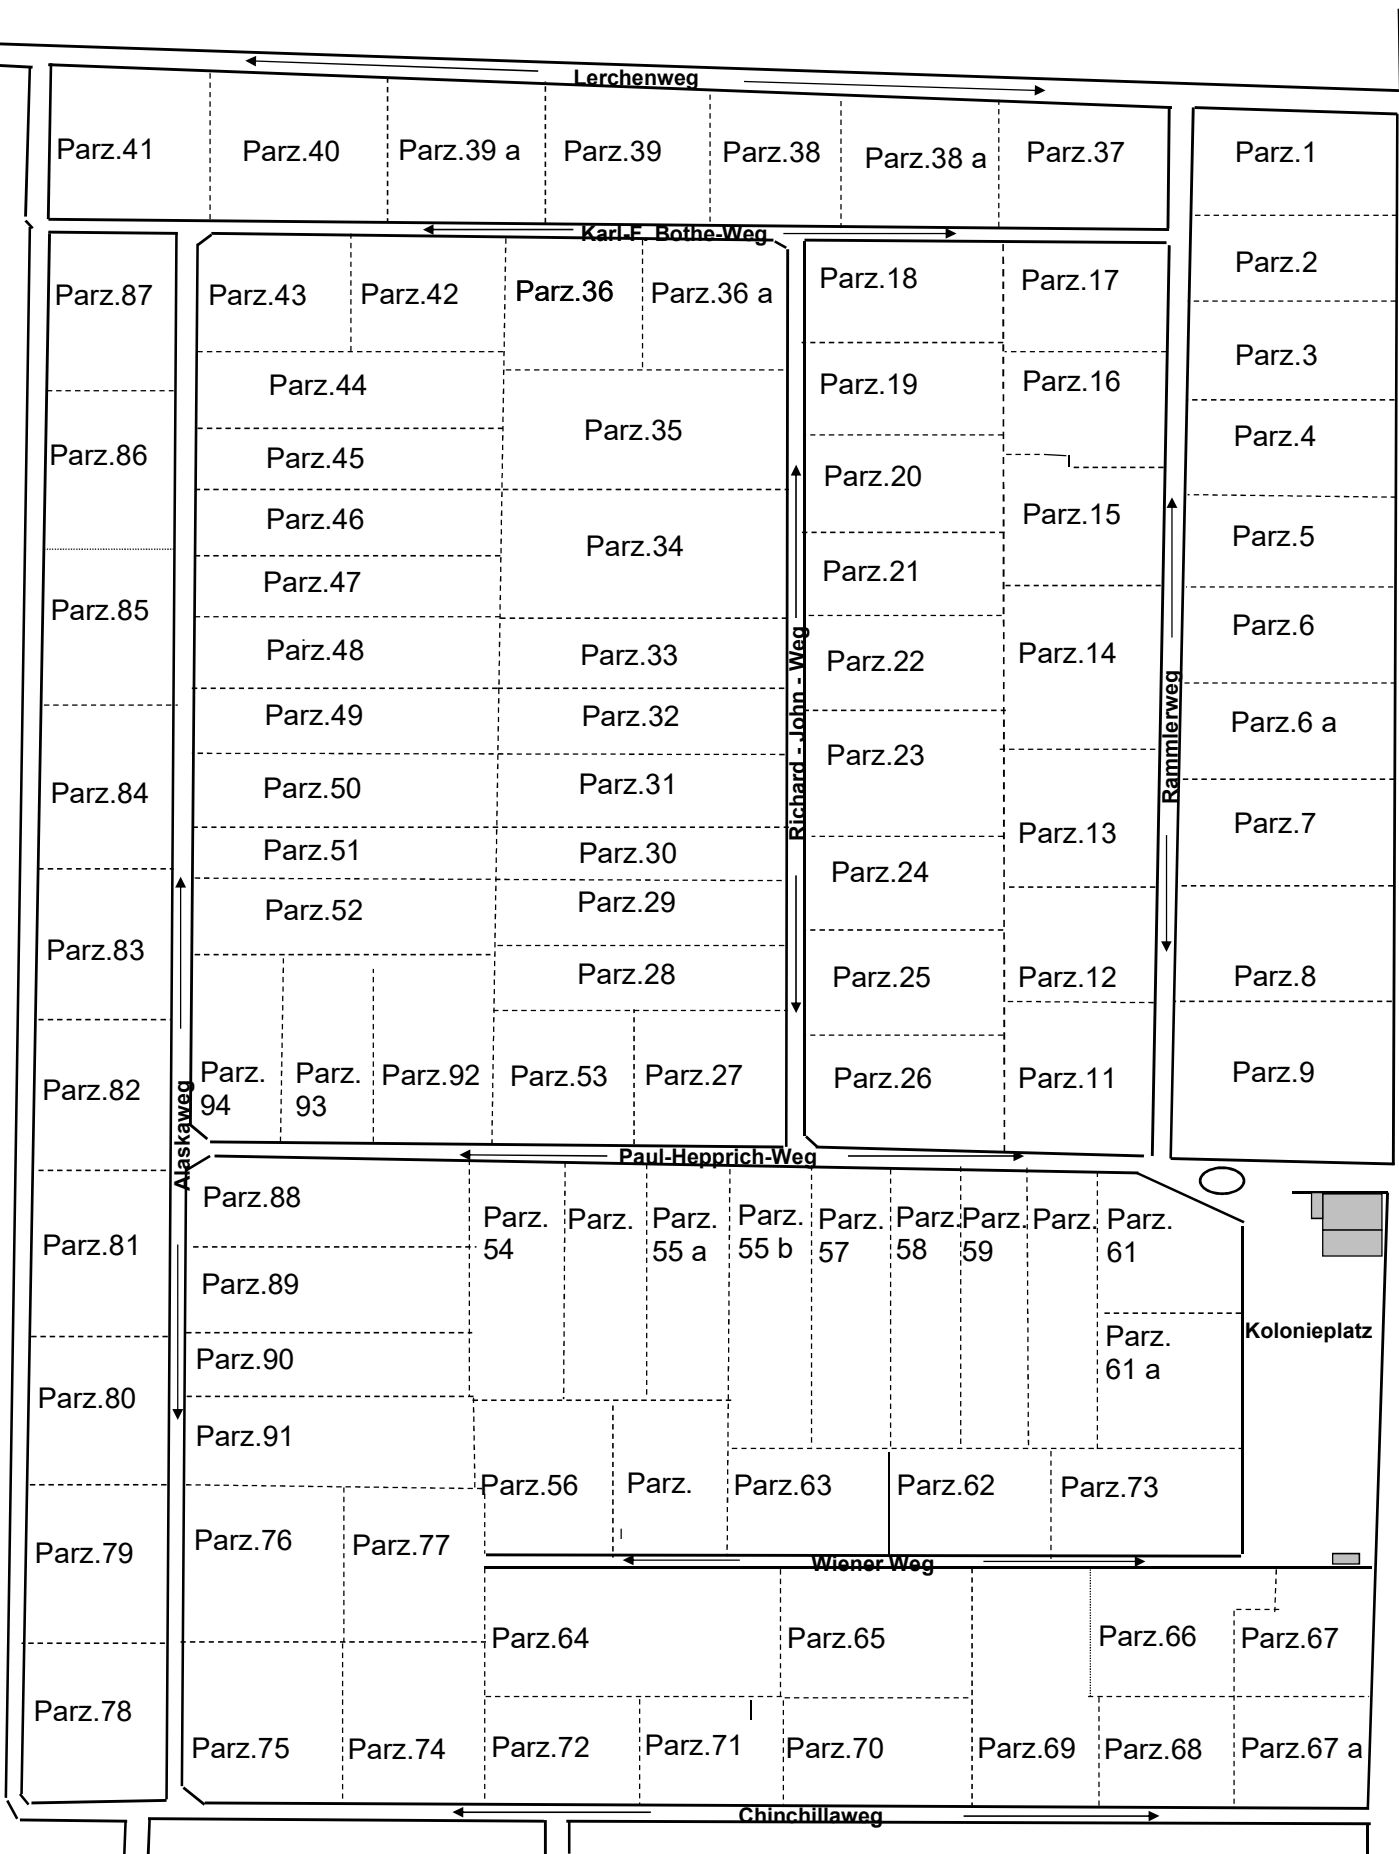 Lerchenweg
Parz.41
Parz.40
Parz.39 a
Parz.39
Parz.38
Parz.38 a
Parz.37
Parz.1
Karl-F. Bothe-Weg
Parz.87
Parz.43
Parz.42
Parz.36
Parz.36 a
Parz.18
Parz.17
Parz.2
Parz.3
Parz.44
Parz.19
Parz.16
Parz.35
Parz.4
Parz.86
Parz.45
Parz.20
Parz.46
Parz.15
Parz.34
Parz.5
Parz.47
Parz.21
Parz.85
Parz.6
Parz.48
Parz.33
Parz.22
Parz.14
Parz.49
Parz.32
Parz.6 a
Richard - John - Weg
Rammlerweg
Parz.23
Parz.84
Parz.50
Parz.31
Parz.7
Parz.13
Parz.51
Parz.30
Parz.24
Parz.52
Parz.29
Parz.83
Parz.28
Parz.25
Parz.12
Parz.8
Parz.82
Parz.
94
Parz.
93
Parz.92
Parz.53
Parz.27
Parz.26
Parz.11
Parz.9
Alaskaweg
Paul-Hepprich-Weg
Parz.88
Parz.81
Parz.
54
Parz.
Parz.
55 a
Parz.
55 b
Parz.
57
Parz.
58
Parz.
59
Parz.
Parz.
61
Parz.89
Kolonieplatz
Parz.
61 a
Parz.90
Parz.80
Parz.91
Parz.56
Parz.
Parz.63
Parz.62
Parz.73
Parz.79
Parz.76
Parz.77
Wiener Weg
Parz.64
Parz.65
Parz.66
Parz.67
Parz.78
Parz.75
Parz.74
Parz.72
Parz.71
Parz.70
Parz.69
Parz.68
Parz.67 a
Chinchillaweg